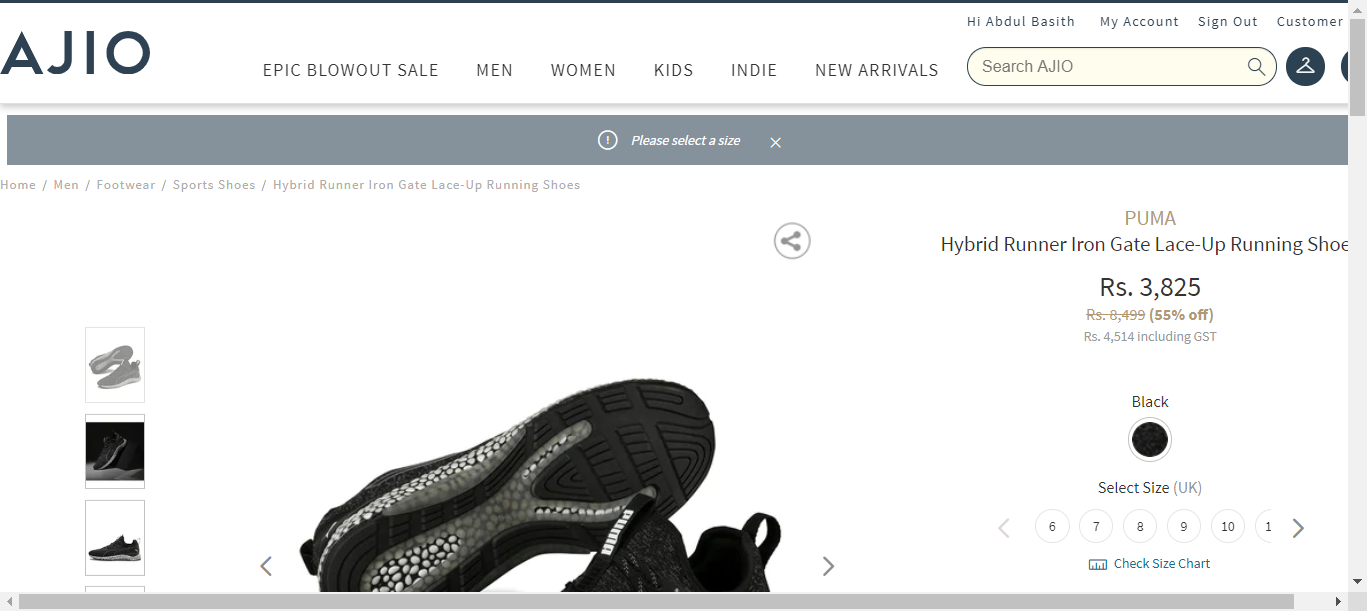 Hi Abdul Basith My Account Sign Out Customer
AJIO
EPIC BLOWOUT SALE MEN WOMEN KIDS INDIE NEW ARRIVALS
Search AJIO
Please select a size
Home / Men / Footwear / Sports Shoes / Hybrid Runner Iron Gate Lace-Up Running Shoes
PUMA
Hybrid Runner Iron Gate Lace-Up Running Shoe
Rs. 3,825
Rs. 8,499 (55% off)
Rs. 4,514 including GST
Black
Select Size (UK)
6 7 8 9 10 1
Check Size Chart
puma